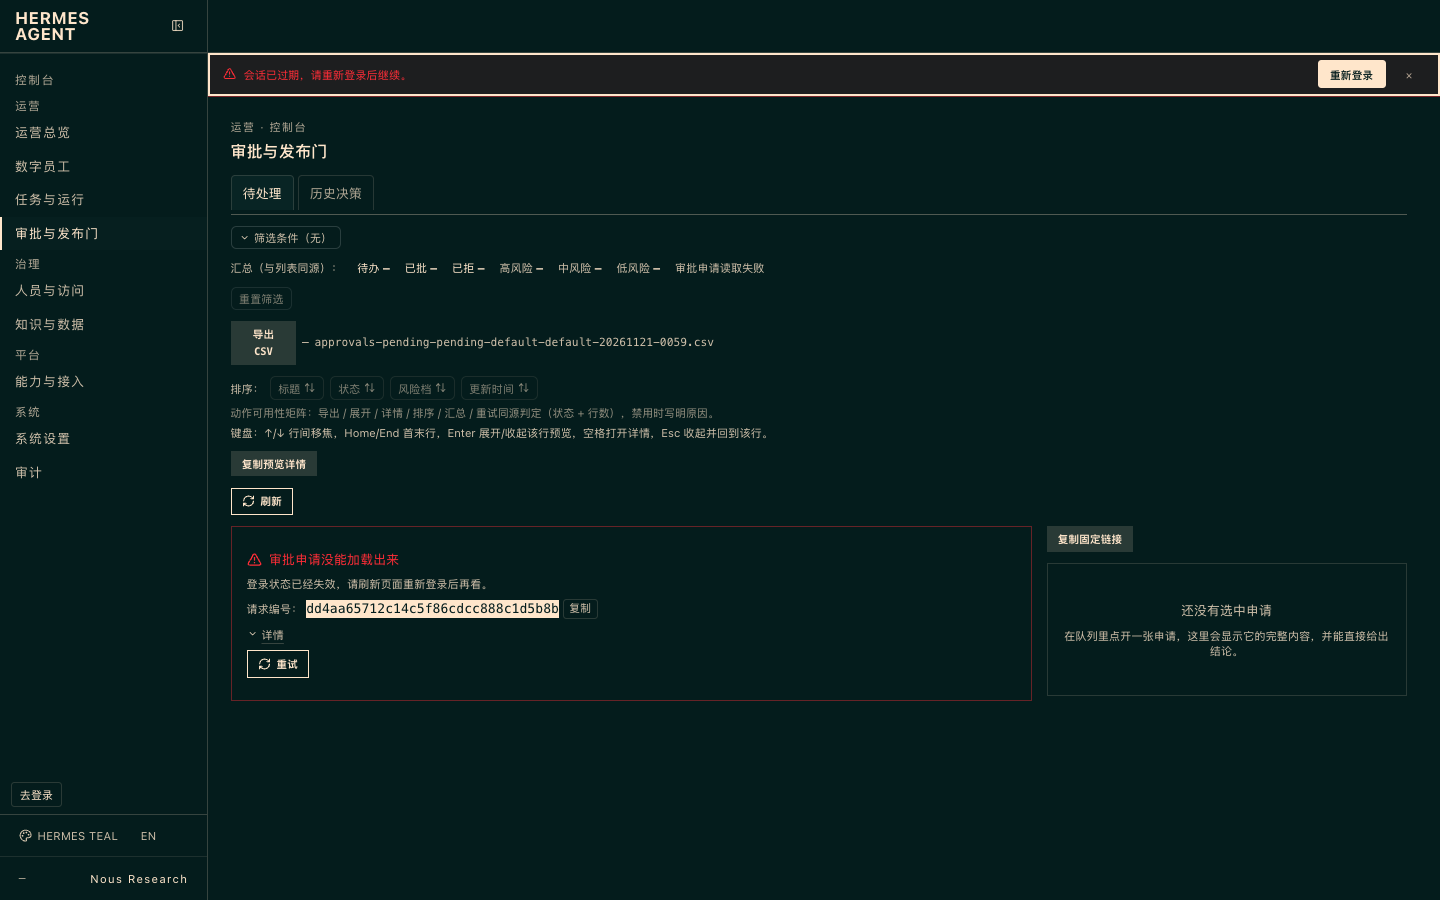 HERMES
AGENT
会话已过期，请重新登录后继续。
重新登录
×
控制台
运营
运营总览
数字员工
任务与运行
审批与发布门
治理
人员与访问
知识与数据
平台
能力与接入
系统
系统设置
审计
去登录
HERMES TEAL
EN
—
Nous Research
运营 · 控制台
审批与发布门
待处理
历史决策
筛选条件（无）
汇总（与列表同源）： 待办 — 已批 — 已拒 — 高风险 — 中风险 — 低风险 — 审批申请读取失败
重置筛选
导出
CSV
— approvals-pending-pending-default-default-20261121-0059.csv
排序： 标题 ↑↓ 状态 ↑↓ 风险档 ↑↓ 更新时间 ↑↓
动作可用性矩阵：导出 / 展开 / 详情 / 排序 / 汇总 / 重试同源判定（状态 + 行数），禁用时写明原因。
键盘：↑/↓ 行间移焦，Home/End 首末行，Enter 展开/收起该行预览，空格打开详情，Esc 收起并回到该行。
复制预览详情
刷新
审批申请没能加载出来
登录状态已经失效，请刷新页面重新登录后再看。
请求编号： dd4aa65712c14c5f86cdcc888c1d5b8b 复制
详情
重试
复制固定链接
还没有选中申请
在队列里点开一张申请，这里会显示它的完整内容，并能直接给出
结论。